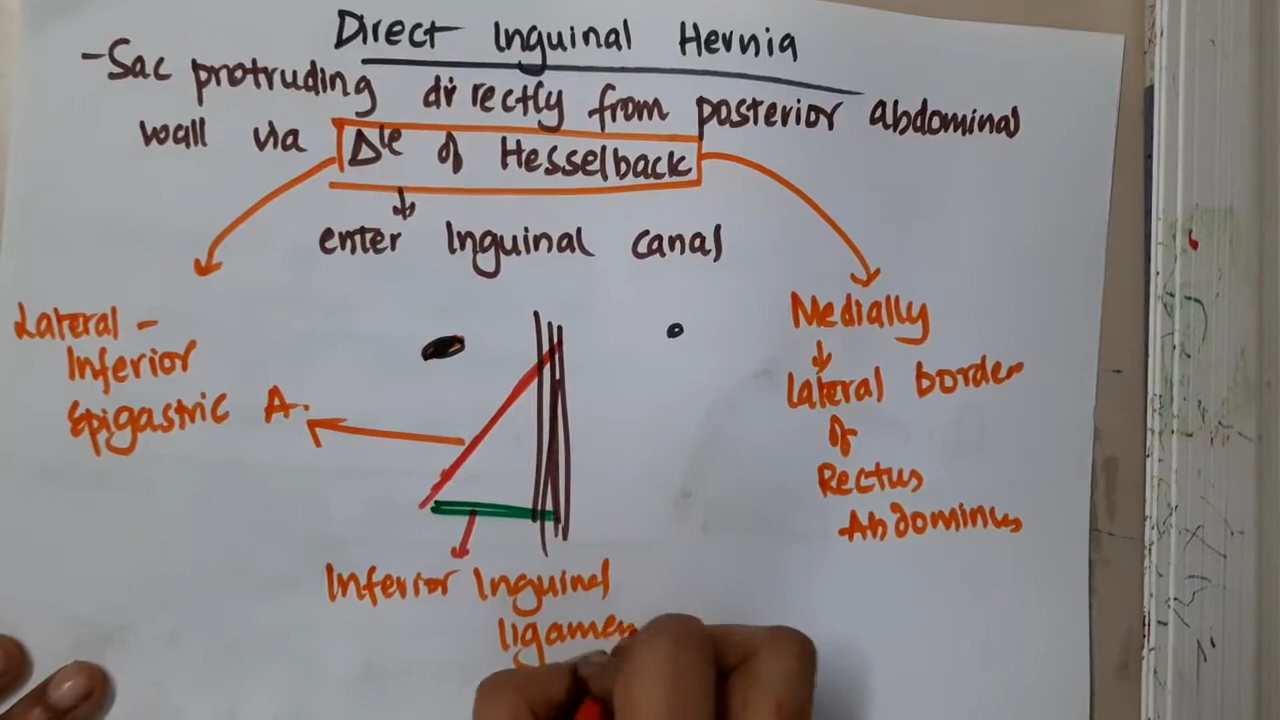 Direct Inguinal Hernia
-Sac protruding directly from posterior abdominal
wall via Δle of Hesselback
enter Inguinal canal
Lateral -
Inferior
Epigastric A.
Medially
Lateral border
of
Rectus
Abdominus
Inferior Inguinal
ligamen